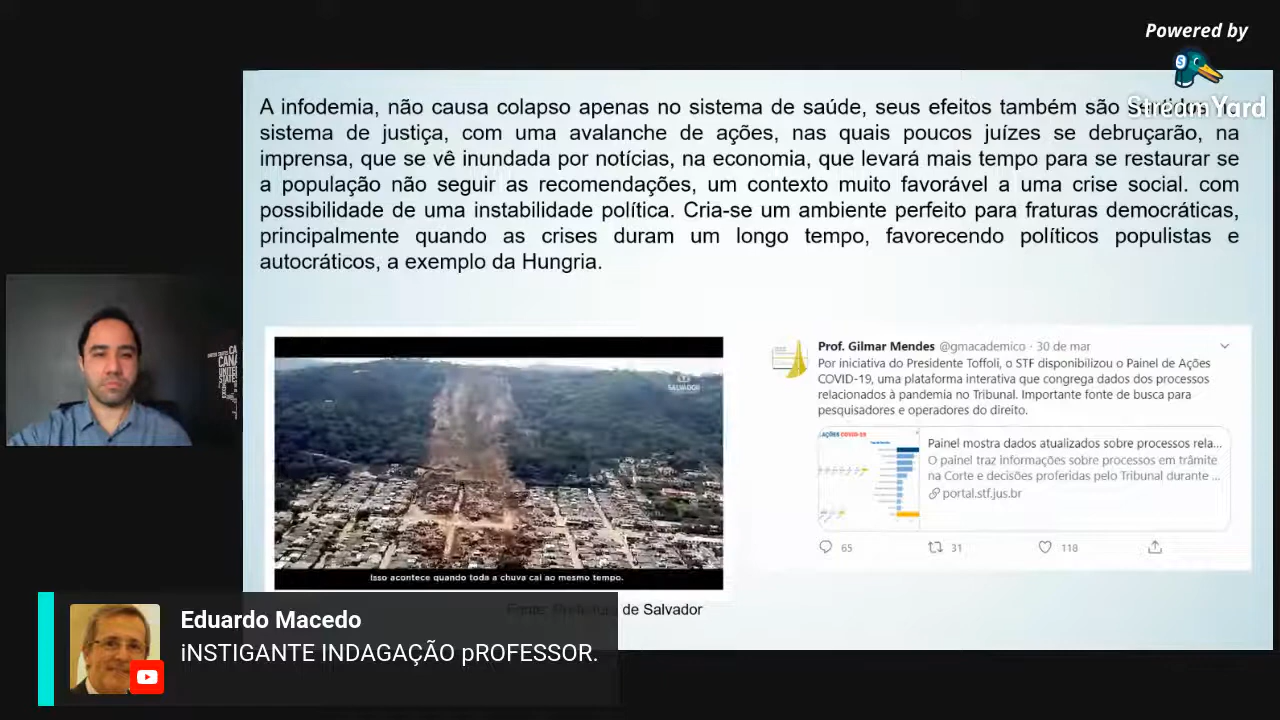 Powered by
StreamYard
A infodemia, não causa colapso apenas no sistema de saúde, seus efeitos também são
sistema de justiça, com uma avalanche de ações, nas quais poucos juízes se debruçarão, na
imprensa, que se vê inundada por notícias, na economia, que levará mais tempo para se restaurar se
a população não seguir as recomendações, um contexto muito favorável a uma crise social. com
possibilidade de uma instabilidade política. Cria-se um ambiente perfeito para fraturas democráticas,
principalmente quando as crises duram um longo tempo, favorecendo políticos populistas e
autocráticos, a exemplo da Hungria.
SALVADOR
Isso acontece quando toda a chuva cai ao mesmo tempo.
Prof. Gilmar Mendes @gmacademico · 30 de mar
Por iniciativa do Presidente Toffoli, o STF disponibilizou o Painel de Ações
COVID-19, uma plataforma interativa que congrega dados dos processos
relacionados à pandemia no Tribunal. Importante fonte de busca para
pesquisadores e operadores do direito.
AÇÕES COVID-19
Painel mostra dados atualizados sobre processos rela...
O painel traz informações sobre processos em trâmite
na Corte e decisões proferidas pelo Tribunal durante ...
portal.stf.jus.br
65 31 118
Fonte: Prefeitura de Salvador
Eduardo Macedo
iNSTIGANTE INDAGAÇÃO pROFESSOR.